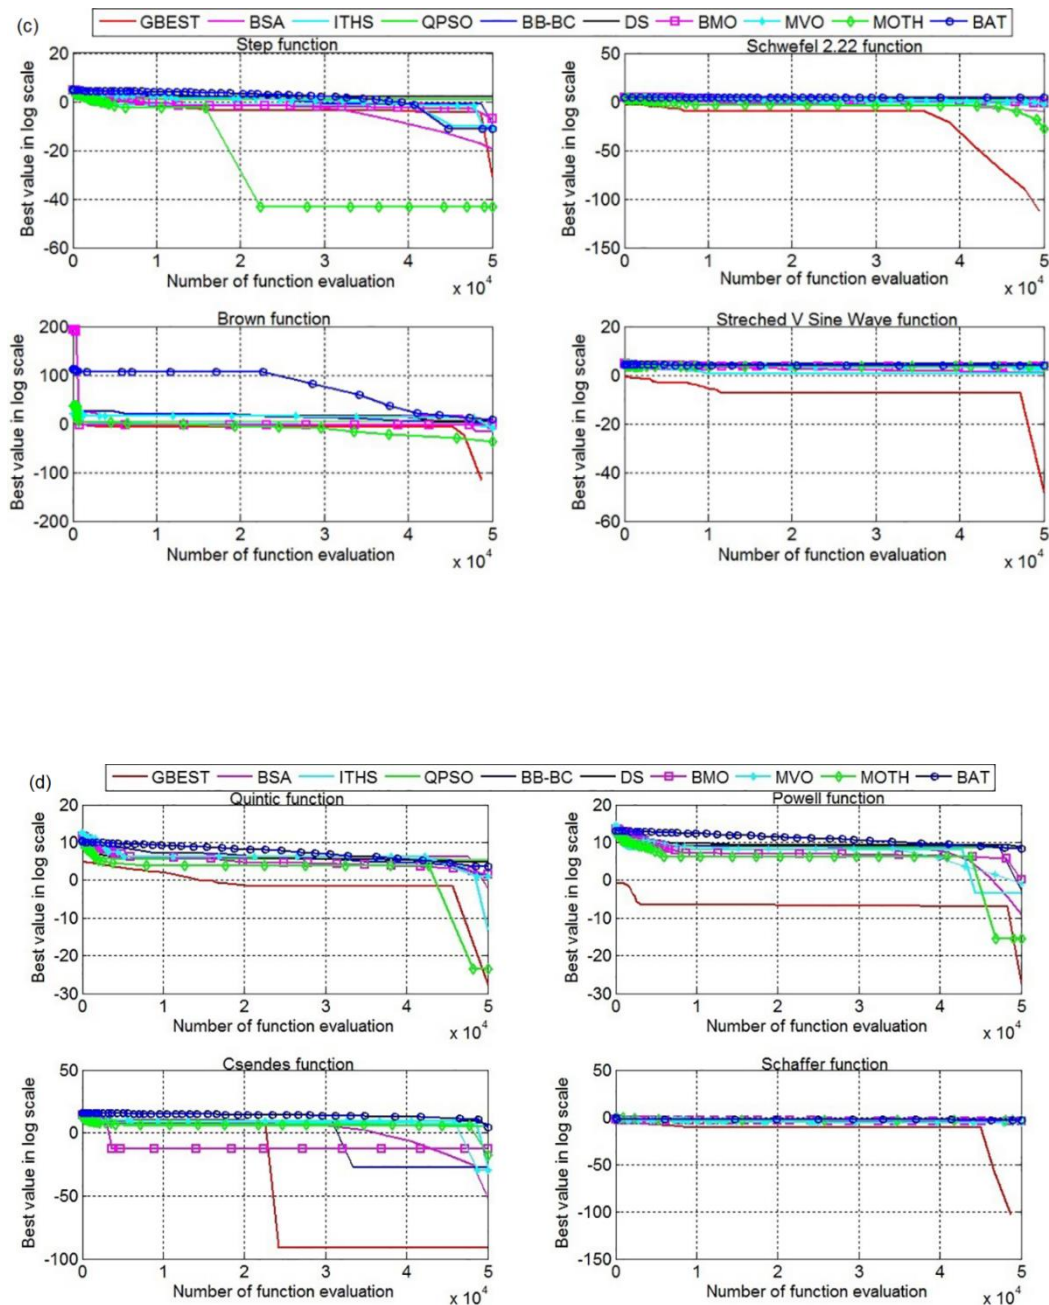 (c)
GBEST BSA ITHS QPSO BB-BC DS BMO MVO MOTH BAT
Step function
Best value in log scale
20
0
-20
-40
-60
0 1 2 3 4 5
Number of function evaluation
x 10^4
Schwefel 2.22 function
Best value in log scale
50
0
-50
-100
-150
0 1 2 3 4 5
Number of function evaluation
x 10^4
Brown function
Best value in log scale
200
100
0
-100
-200
0 1 2 3 4 5
Number of function evaluation
x 10^4
Streched V Sine Wave function
Best value in log scale
20
0
-20
-40
-60
0 1 2 3 4 5
Number of function evaluation
x 10^4
(d)
GBEST BSA ITHS QPSO BB-BC DS BMO MVO MOTH BAT
Quintic function
Best value in log scale
20
10
0
-10
-20
-30
0 1 2 3 4 5
Number of function evaluation
x 10^4
Powell function
Best value in log scale
20
10
0
-10
-20
-30
0 1 2 3 4 5
Number of function evaluation
x 10^4
Csendes function
Best value in log scale
50
0
-50
-100
0 1 2 3 4 5
Number of function evaluation
x 10^4
Schaffer function
Best value in log scale
50
0
-50
-100
-150
0 1 2 3 4 5
Number of function evaluation
x 10^4